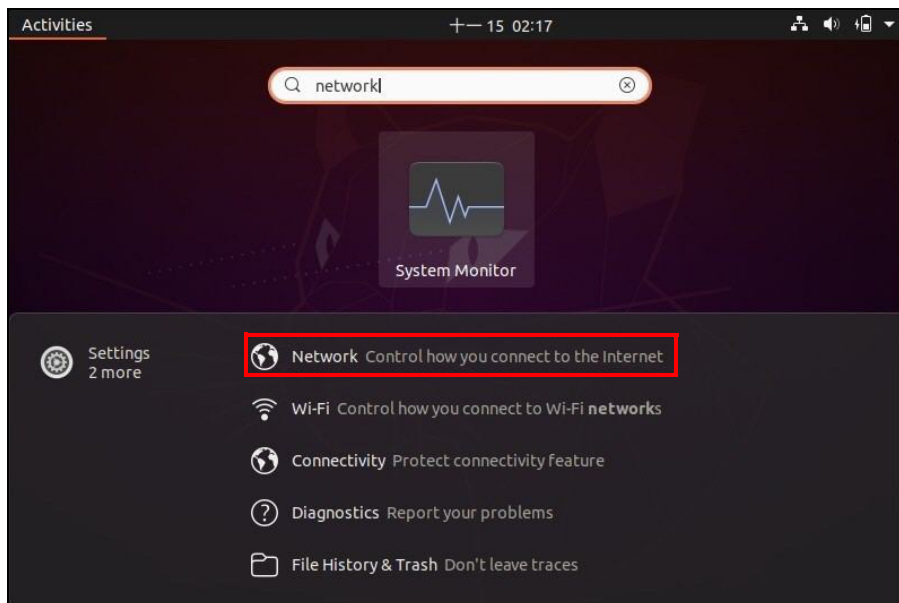 Activities
十一 15 02:17
network
System Monitor
Settings
2 more
Network Control how you connect to the Internet
Wi-Fi Control how you connect to Wi-Fi networks
Connectivity Protect connectivity feature
Diagnostics Report your problems
File History & Trash Don't leave traces